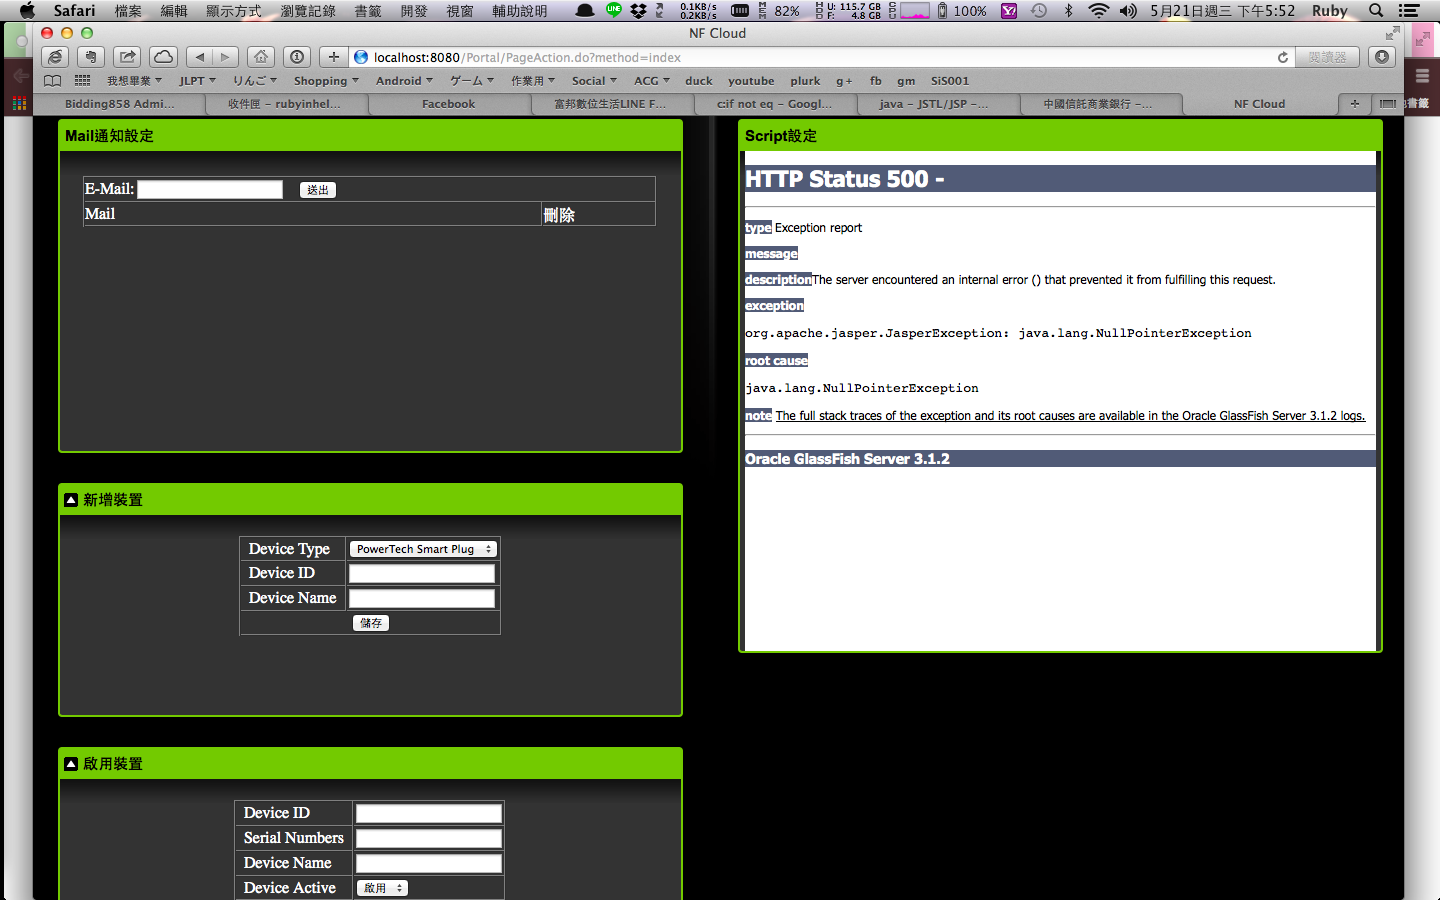 Safari 檔案 編輯 顯示方式 瀏覽記錄 書籤 開發 視窗 輔助說明 0.1KB/s 0.2KB/s 82% U: 115.7 GB F: 4.8 GB 100% 5月21日週三 下午5:52 Ruby
NF Cloud
localhost:8080/Portal/PageAction.do?method=index 閱讀器
我想畢業 JLPT りんご Shopping Android ゲーム 作業用 Social ACG duck youtube plurk g+ fb gm SiS001
Bidding858 Admi... 收件匣 – rubyinhel... Facebook 富邦數位生活LINE F... cif not eq – Googl... java – JSTL/JSP –... 中國信託商業銀行 –... NF Cloud 書籤
Mail通知設定
E-Mail: 送出
Mail 刪除
新增裝置
Device Type PowerTech Smart Plug
Device ID
Device Name
儲存
啟用裝置
Device ID
Serial Numbers
Device Name
Device Active 啟用
Script設定
HTTP Status 500 -
type Exception report
message
descriptionThe server encountered an internal error () that prevented it from fulfilling this request.
exception
org.apache.jasper.JasperException: java.lang.NullPointerException
root cause
java.lang.NullPointerException
note The full stack traces of the exception and its root causes are available in the Oracle GlassFish Server 3.1.2 logs.
Oracle GlassFish Server 3.1.2